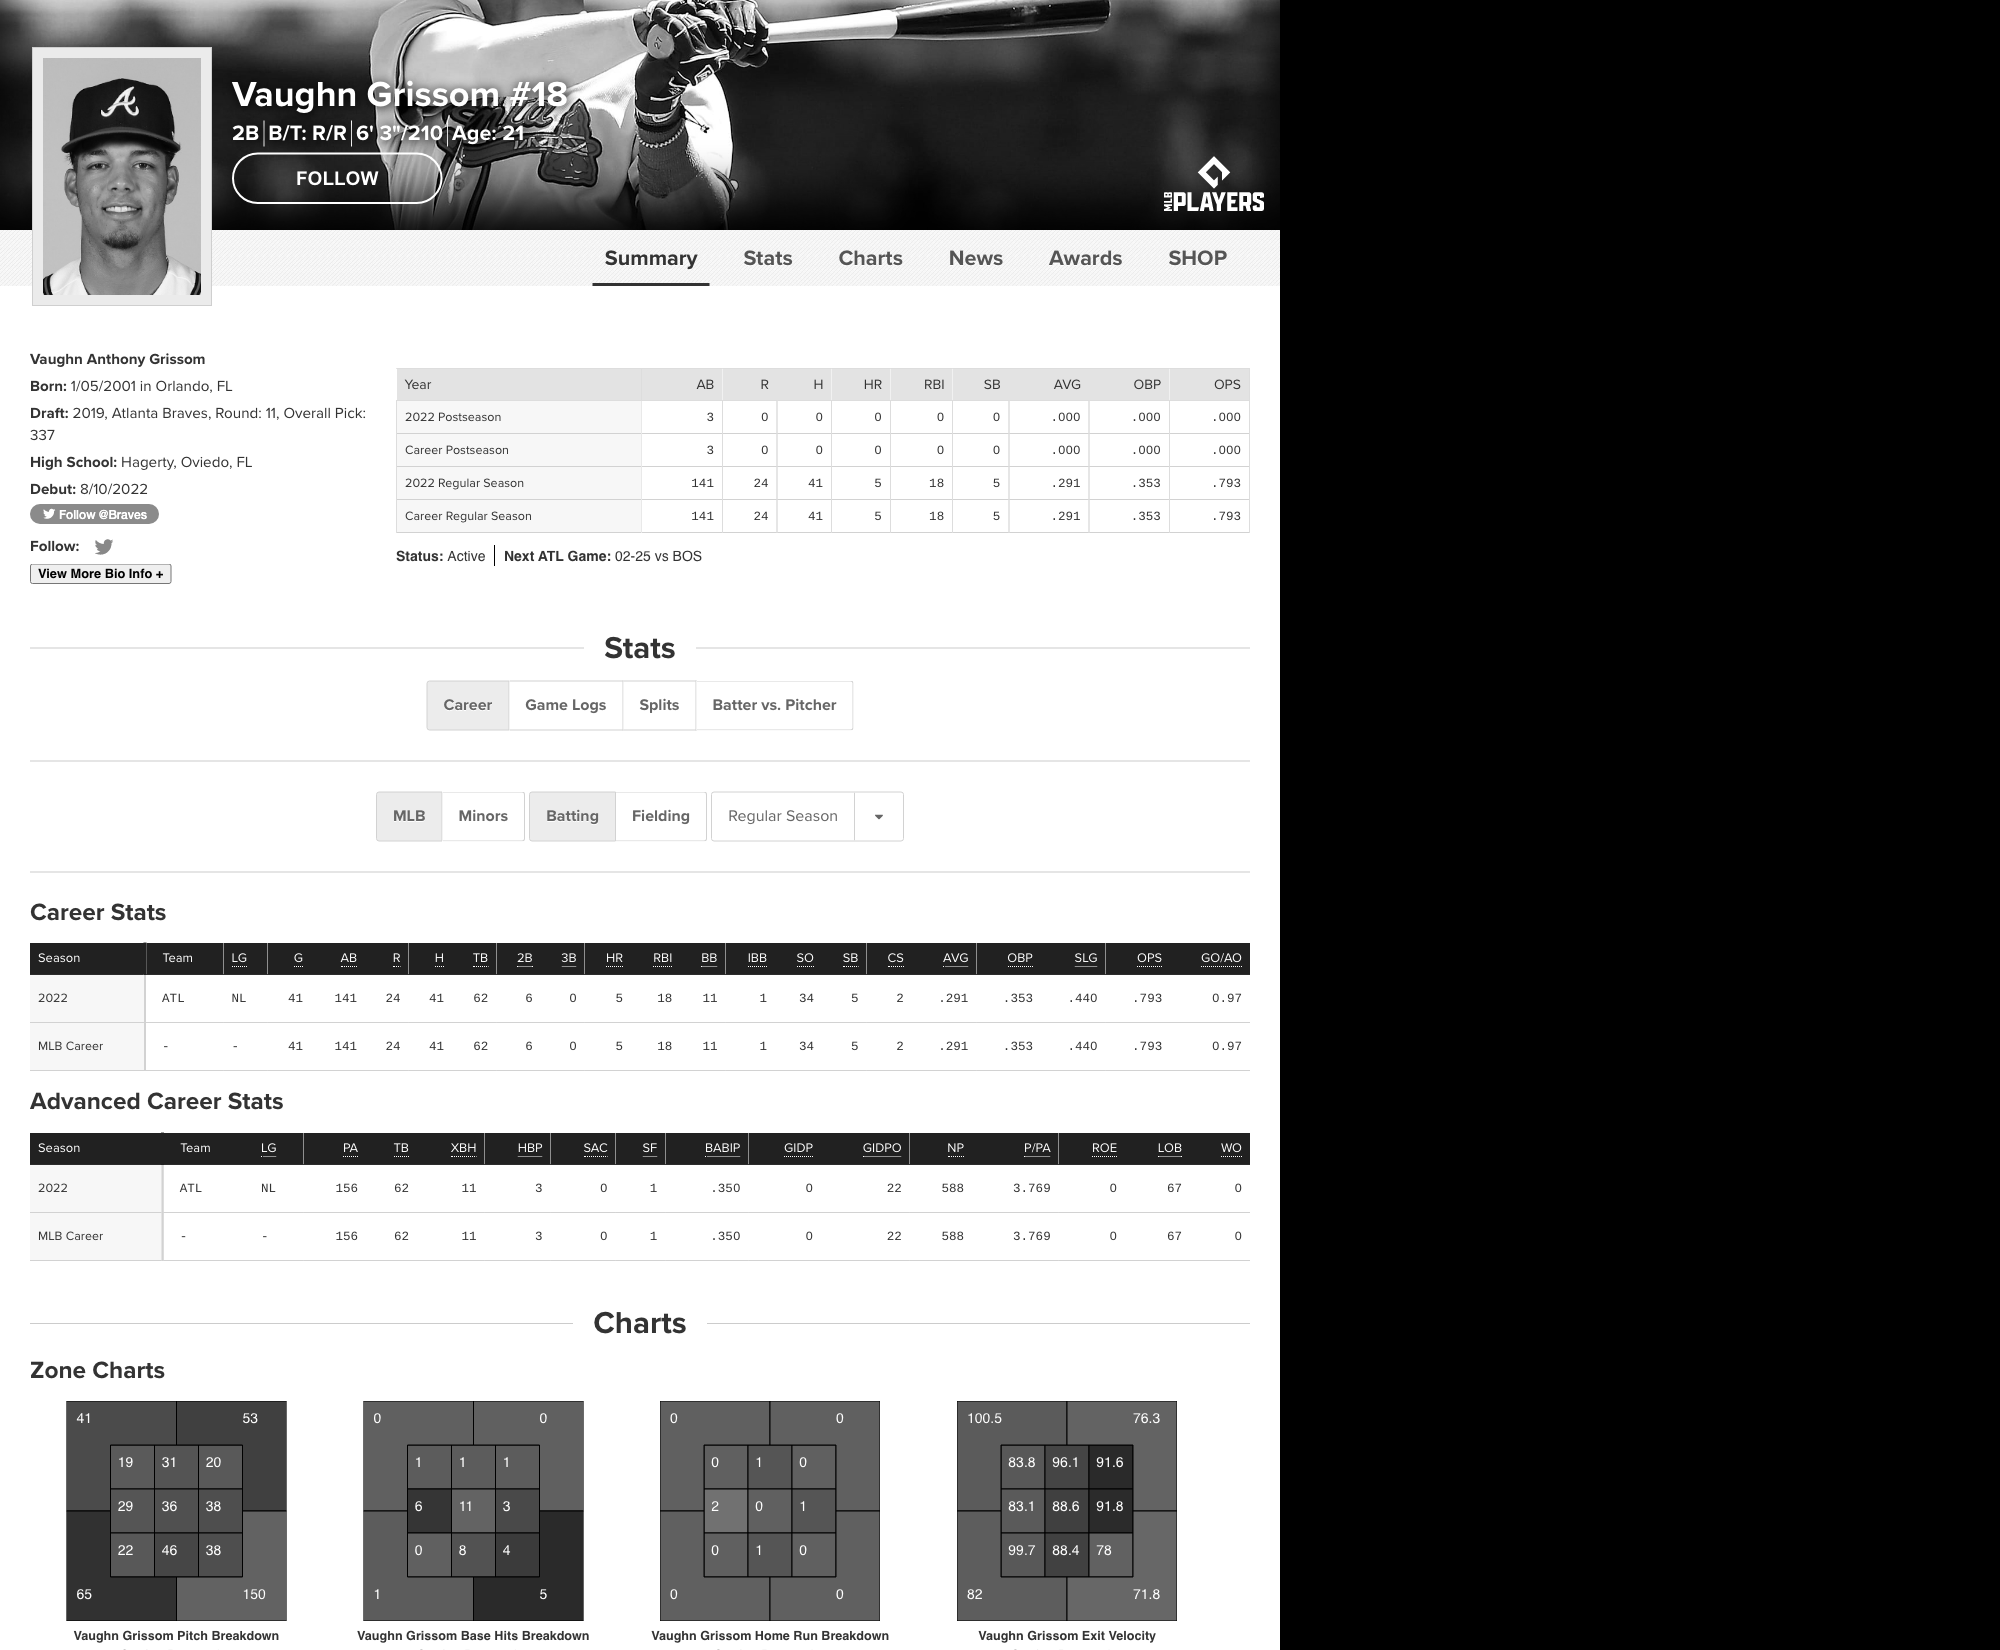 Vaughn Grissom #18
2B B/T: R/R 6' 3"/210 Age: 21
FOLLOW
MLB PLAYERS
Summary Stats Charts News Awards SHOP
Vaughn Anthony Grissom
Born: 1/05/2001 in Orlando, FL
Draft: 2019, Atlanta Braves, Round: 11, Overall Pick:
337
High School: Hagerty, Oviedo, FL
Debut: 8/10/2022
Follow @Braves
Follow:
View More Bio Info +
Year AB R H HR RBI SB AVG OBP OPS
2022 Postseason 3 0 0 0 0 0 .000 .000 .000
Career Postseason 3 0 0 0 0 0 .000 .000 .000
2022 Regular Season 141 24 41 5 18 5 .291 .353 .793
Career Regular Season 141 24 41 5 18 5 .291 .353 .793
Status: Active Next ATL Game: 02-25 vs BOS
Stats
Career Game Logs Splits Batter vs. Pitcher
MLB Minors Batting Fielding Regular Season
Career Stats
Season Team LG G AB R H TB 2B 3B HR RBI BB IBB SO SB CS AVG OBP SLG OPS GO/AO
2022 ATL NL 41 141 24 41 62 6 0 5 18 11 1 34 5 2 .291 .353 .440 .793 0.97
MLB Career - - 41 141 24 41 62 6 0 5 18 11 1 34 5 2 .291 .353 .440 .793 0.97
Advanced Career Stats
Season Team LG PA TB XBH HBP SAC SF BABIP GIDP GIDPO NP P/PA ROE LOB WO
2022 ATL NL 156 62 11 3 0 1 .350 0 22 588 3.769 0 67 0
MLB Career - - 156 62 11 3 0 1 .350 0 22 588 3.769 0 67 0
Charts
Zone Charts
41 53
19 31 20
29 36 38
22 46 38
65 150
Vaughn Grissom Pitch Breakdown
0 0
1 1 1
6 11 3
0 8 4
1 5
Vaughn Grissom Base Hits Breakdown
0 0
0 1 0
2 0 1
0 1 0
0 0
Vaughn Grissom Home Run Breakdown
100.5 76.3
83.8 96.1 91.6
83.1 88.6 91.8
99.7 88.4 78
82 71.8
Vaughn Grissom Exit Velocity